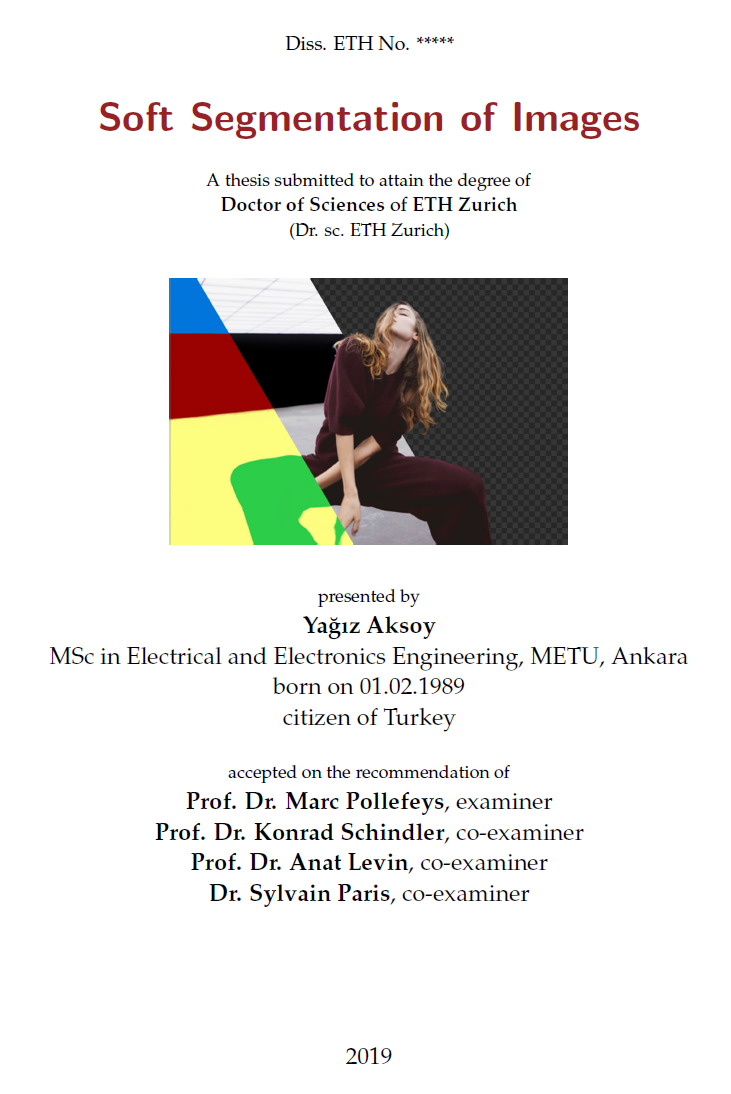 Diss. ETH No. *****
Soft Segmentation of Images
A thesis submitted to attain the degree of
Doctor of Sciences of ETH Zurich
(Dr. sc. ETH Zurich)
presented by
Yağız Aksoy
MSc in Electrical and Electronics Engineering, METU, Ankara
born on 01.02.1989
citizen of Turkey
accepted on the recommendation of
Prof. Dr. Marc Pollefeys, examiner
Prof. Dr. Konrad Schindler, co-examiner
Prof. Dr. Anat Levin, co-examiner
Dr. Sylvain Paris, co-examiner
2019